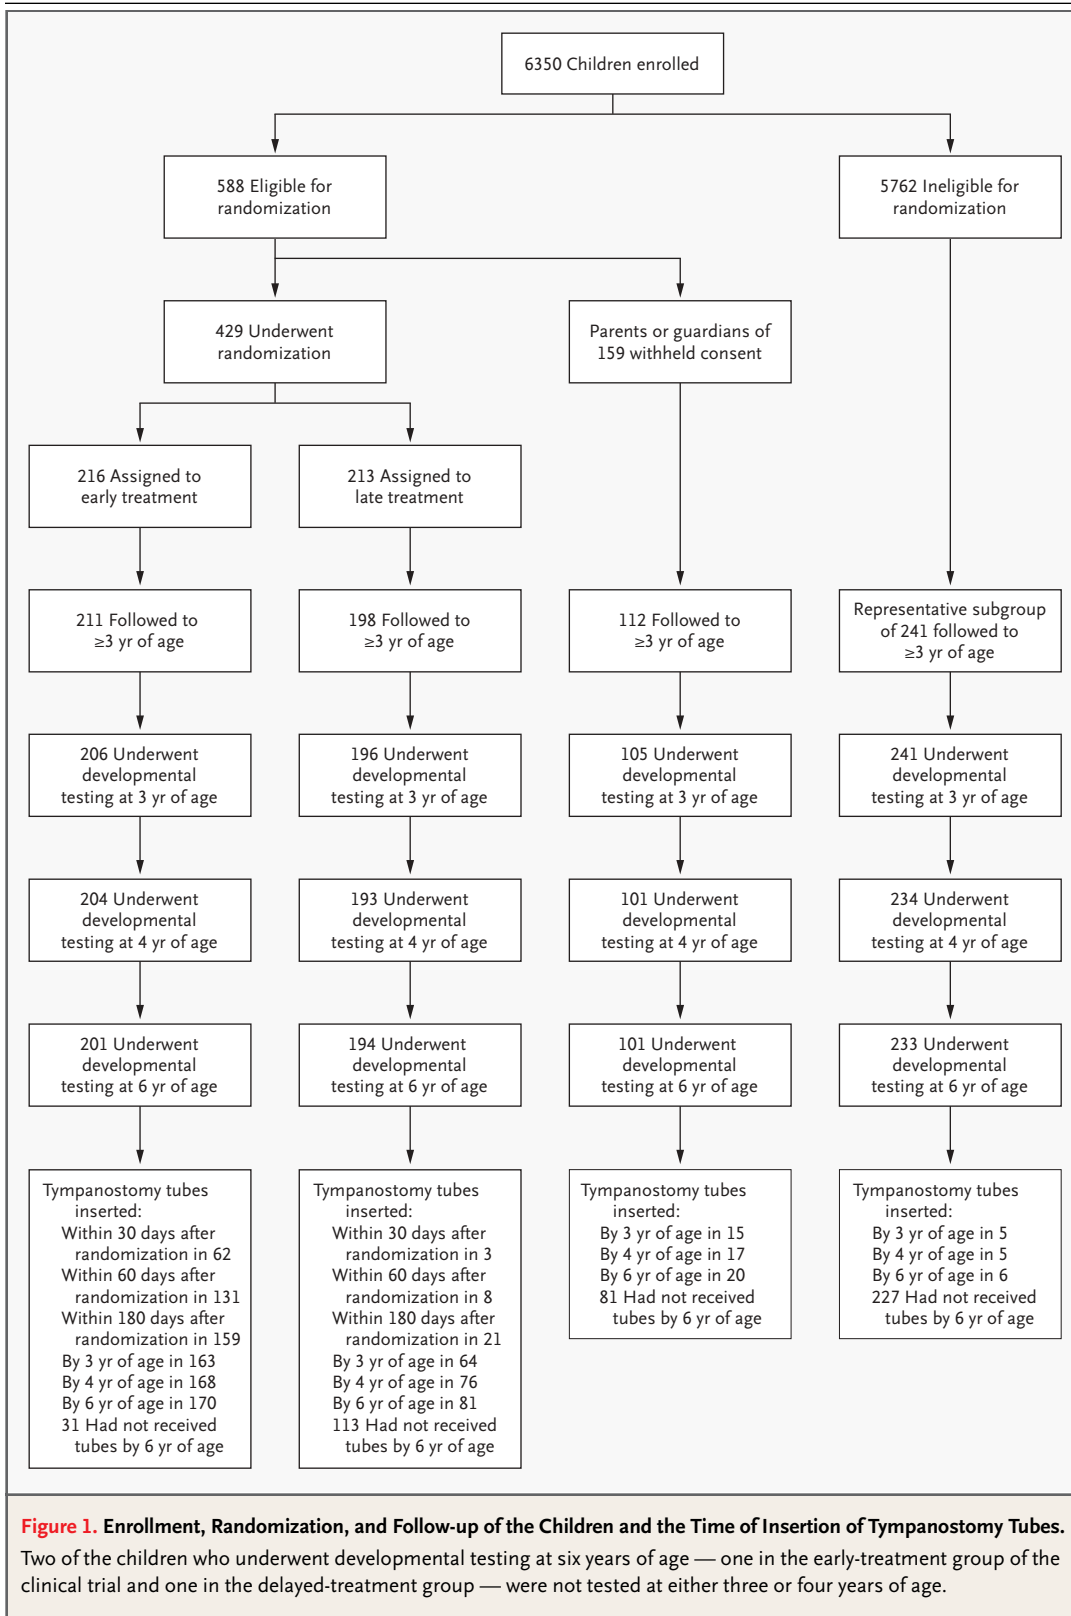 6350 Children enrolled
588 Eligible for
randomization
5762 Ineligible for
randomization
429 Underwent
randomization
Parents or guardians of
159 withheld consent
216 Assigned to
early treatment
213 Assigned to
late treatment
211 Followed to
≥3 yr of age
198 Followed to
≥3 yr of age
112 Followed to
≥3 yr of age
Representative subgroup
of 241 followed to
≥3 yr of age
206 Underwent
developmental
testing at 3 yr of age
196 Underwent
developmental
testing at 3 yr of age
105 Underwent
developmental
testing at 3 yr of age
241 Underwent
developmental
testing at 3 yr of age
204 Underwent
developmental
testing at 4 yr of age
193 Underwent
developmental
testing at 4 yr of age
101 Underwent
developmental
testing at 4 yr of age
234 Underwent
developmental
testing at 4 yr of age
201 Underwent
developmental
testing at 6 yr of age
194 Underwent
developmental
testing at 6 yr of age
101 Underwent
developmental
testing at 6 yr of age
233 Underwent
developmental
testing at 6 yr of age
Tympanostomy tubes
inserted:
Within 30 days after
randomization in 62
Within 60 days after
randomization in 131
Within 180 days after
randomization in 159
By 3 yr of age in 163
By 4 yr of age in 168
By 6 yr of age in 170
31 Had not received
tubes by 6 yr of age
Tympanostomy tubes
inserted:
Within 30 days after
randomization in 3
Within 60 days after
randomization in 8
Within 180 days after
randomization in 21
By 3 yr of age in 64
By 4 yr of age in 76
By 6 yr of age in 81
113 Had not received
tubes by 6 yr of age
Tympanostomy tubes
inserted:
By 3 yr of age in 15
By 4 yr of age in 17
By 6 yr of age in 20
81 Had not received
tubes by 6 yr of age
Tympanostomy tubes
inserted:
By 3 yr of age in 5
By 4 yr of age in 5
By 6 yr of age in 6
227 Had not received
tubes by 6 yr of age
Figure 1. Enrollment, Randomization, and Follow-up of the Children and the Time of Insertion of Tympanostomy Tubes.
Two of the children who underwent developmental testing at six years of age — one in the early-treatment group of the
clinical trial and one in the delayed-treatment group — were not tested at either three or four years of age.